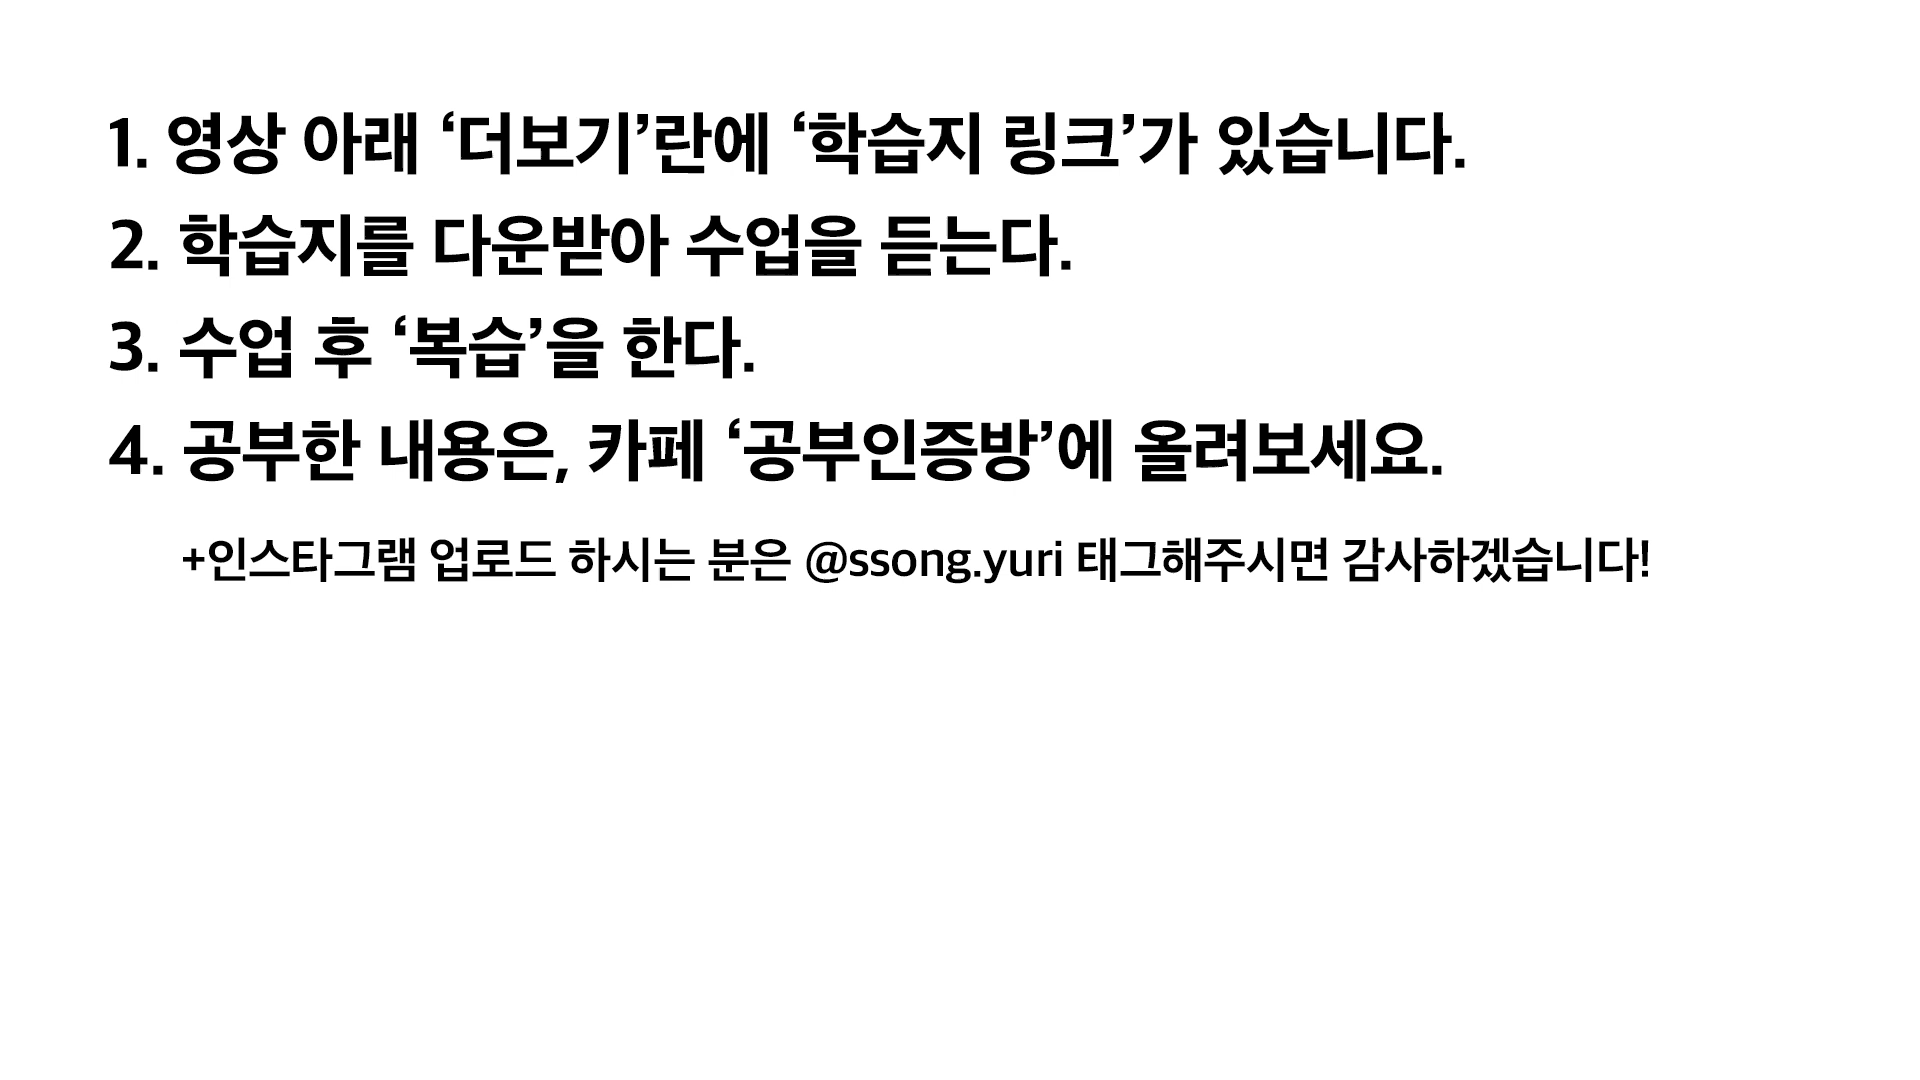 1. 영상 아래 ‘더보기’란에 ‘학습지 링크’가 있습니다.
2. 학습지를 다운받아 수업을 듣는다.
3. 수업 후 ‘복습’을 한다.
4. 공부한 내용은, 카페 ‘공부인증방’에 올려보세요.
+인스타그램 업로드 하시는 분은 @ssong.yuri 태그해주시면 감사하겠습니다!